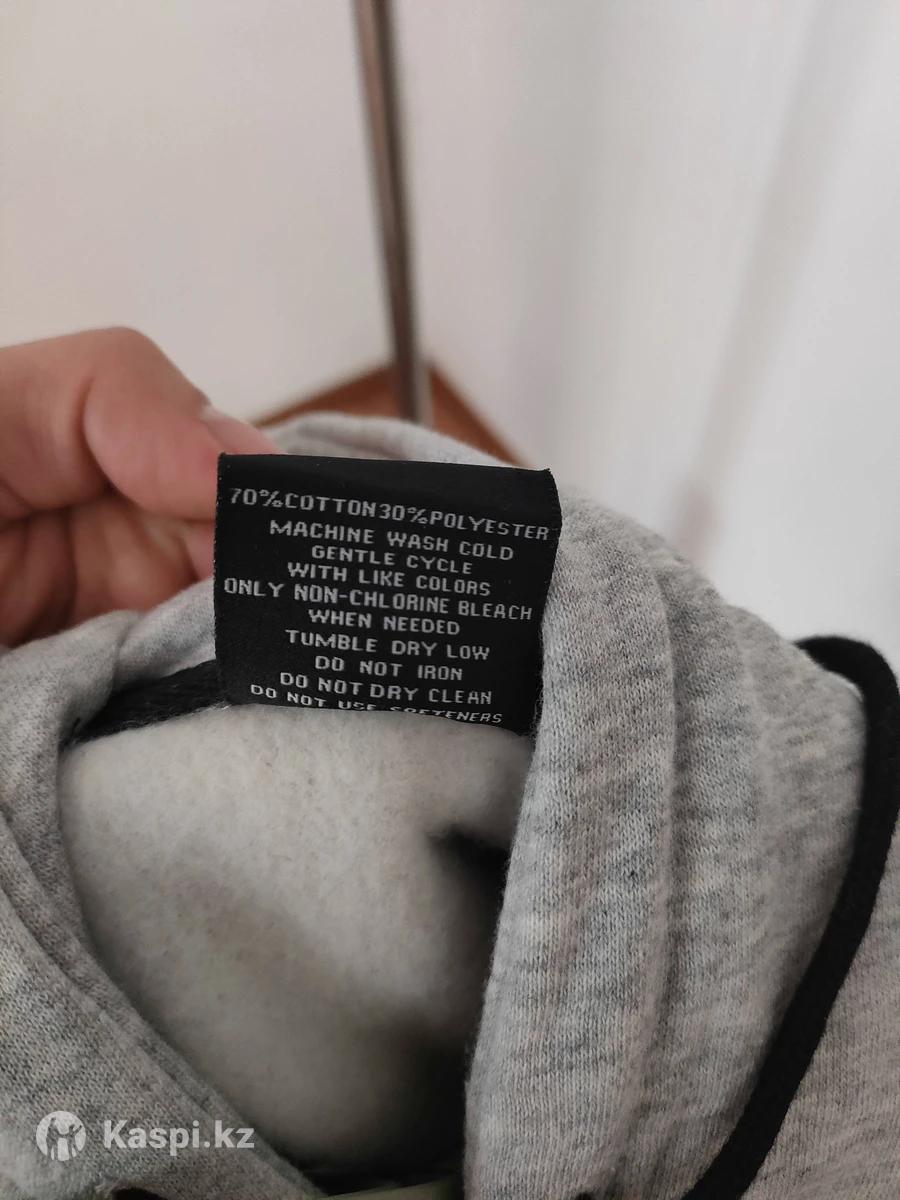 70%COTTON30%POLYESTER
MACHINE WASH COLD
GENTLE CYCLE
WITH LIKE COLORS
ONLY NON-CHLORINE BLEACH
WHEN NEEDED
TUMBLE DRY LOW
DO NOT IRON
DO NOT DRY CLEAN
DO NOT USE SOFTENERS
Kaspi.kz